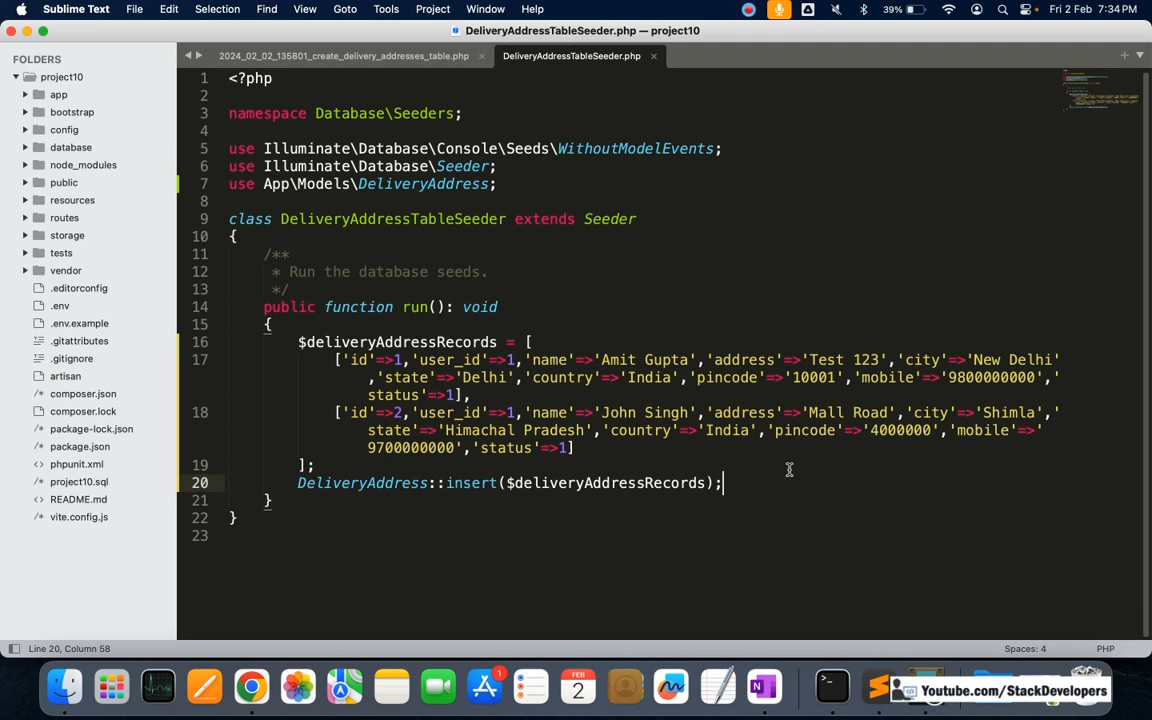 Sublime Text File Edit Selection Find View Goto Tools Project Window Help 39% Fri 2 Feb 7:34 PM
DeliveryAddressTableSeeder.php — project10
FOLDERS
project10
app
bootstrap
config
database
node_modules
public
resources
routes
storage
tests
vendor
.editorconfig
.env
.env.example
.gitattributes
.gitignore
artisan
composer.json
composer.lock
package-lock.json
package.json
phpunit.xml
project10.sql
README.md
vite.config.js
2024_02_02_135801_create_delivery_addresses_table.php × DeliveryAddressTableSeeder.php ×
1 <?php
2
3 namespace Database\Seeders;
4
5 use Illuminate\Database\Console\Seeds\WithoutModelEvents;
6 use Illuminate\Database\Seeder;
7 use App\Models\DeliveryAddress;
8
9 class DeliveryAddressTableSeeder extends Seeder
10 {
11 /**
12 * Run the database seeds.
13 */
14 public function run(): void
15 {
16 $deliveryAddressRecords = [
17 ['id'=>1,'user_id'=>1,'name'=>'Amit Gupta','address'=>'Test 123','city'=>'New Delhi'
,'state'=>'Delhi','country'=>'India','pincode'=>'10001','mobile'=>'9800000000','
status'=>1],
18 ['id'=>2,'user_id'=>1,'name'=>'John Singh','address'=>'Mall Road','city'=>'Shimla','
state'=>'Himachal Pradesh','country'=>'India','pincode'=>'4000000','mobile'=>'
9700000000','status'=>1]
19 ];
20 DeliveryAddress::insert($deliveryAddressRecords);
21 }
22 }
23
Line 20, Column 58 Spaces: 4 PHP
FEB
2
1
Youtube.com/StackDevelopers